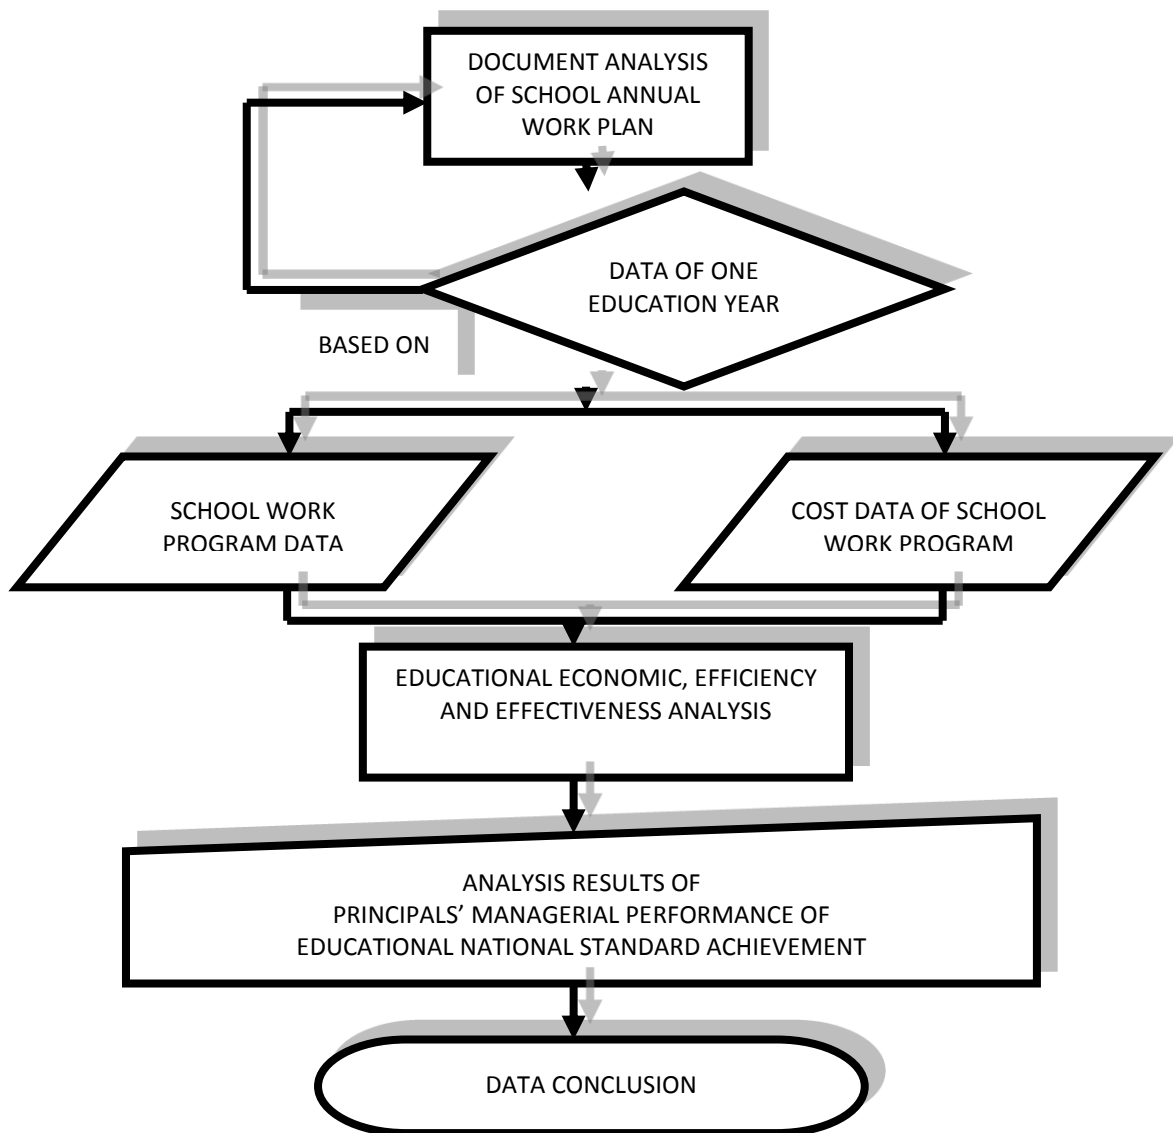 DOCUMENT ANALYSIS
OF SCHOOL ANNUAL
WORK PLAN
DATA OF ONE
EDUCATION YEAR
BASED ON
SCHOOL WORK
PROGRAM DATA
COST DATA OF SCHOOL
WORK PROGRAM
EDUCATIONAL ECONOMIC, EFFICIENCY
AND EFFECTIVENESS ANALYSIS
ANALYSIS RESULTS OF
PRINCIPALS’ MANAGERIAL PERFORMANCE OF
EDUCATIONAL NATIONAL STANDARD ACHIEVEMENT
DATA CONCLUSION